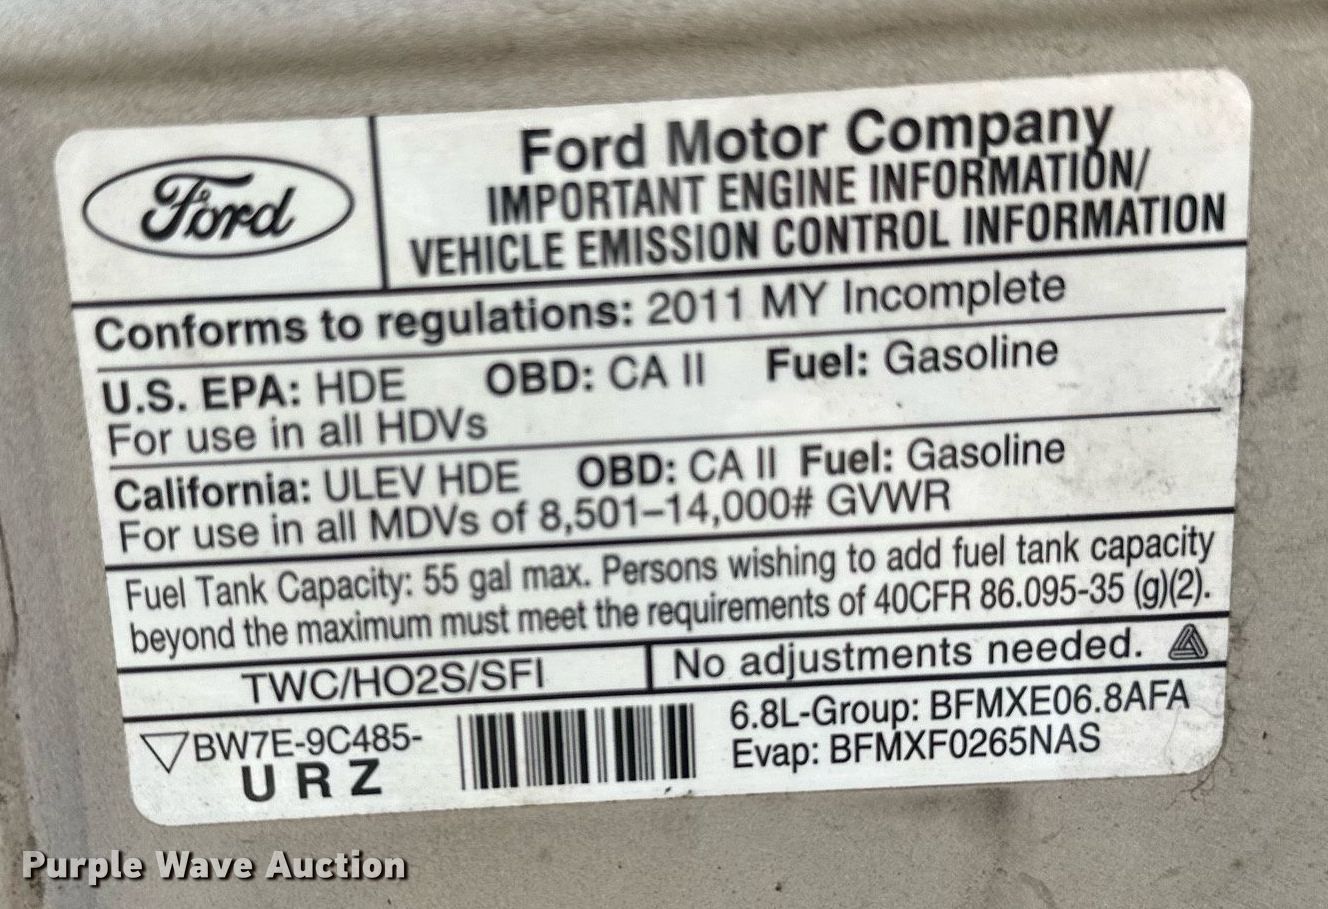 Ford
Ford Motor Company
IMPORTANT ENGINE INFORMATION/
VEHICLE EMISSION CONTROL INFORMATION
Conforms to regulations: 2011 MY Incomplete
U.S. EPA: HDE OBD: CA II Fuel: Gasoline
For use in all HDVs
California: ULEV HDE OBD: CA II Fuel: Gasoline
For use in all MDVs of 8,501–14,000# GVWR
Fuel Tank Capacity: 55 gal max. Persons wishing to add fuel tank capacity
beyond the maximum must meet the requirements of 40CFR 86.095-35 (g)(2).
TWC/HO2S/SFI
No adjustments needed.
BW7E-9C485-
URZ
6.8L-Group: BFMXE06.8AFA
Evap: BFMXF0265NAS
Purple Wave Auction